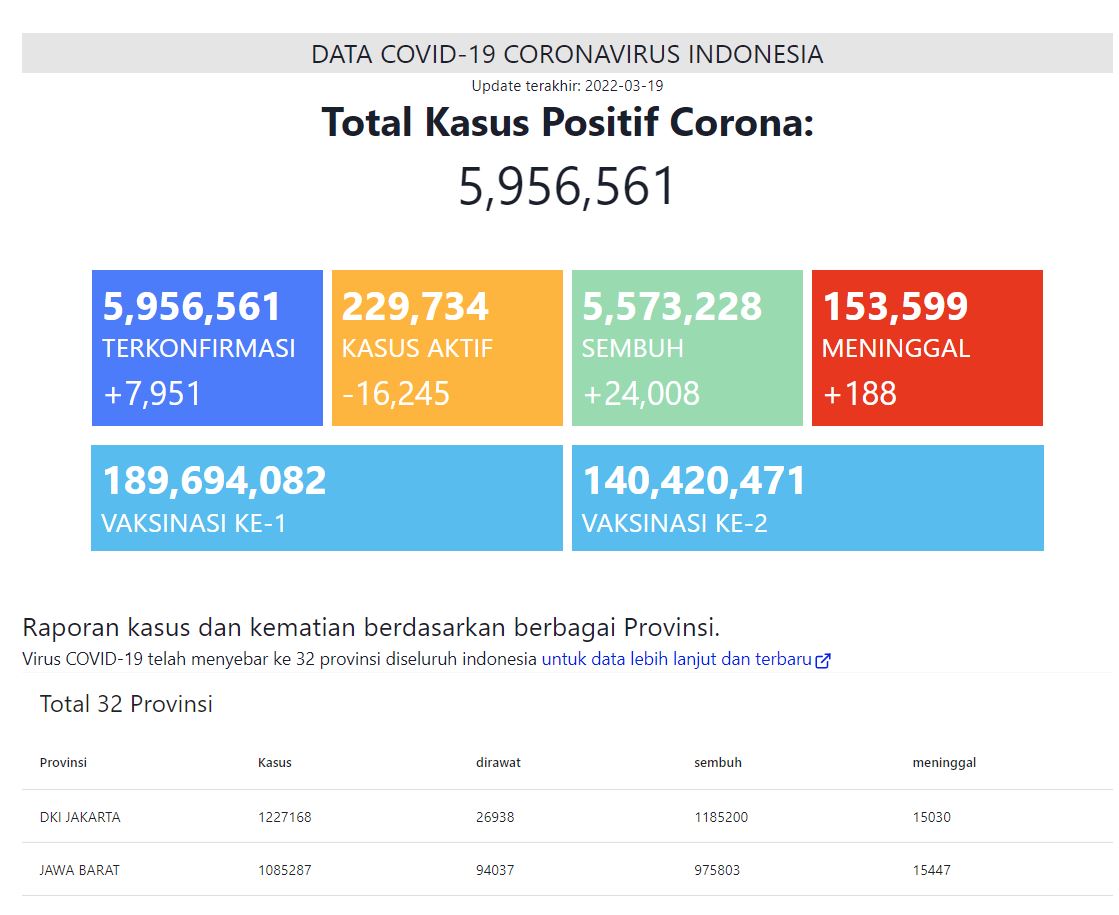 DATA COVID-19 CORONAVIRUS INDONESIA
Update terakhir: 2022-03-19
Total Kasus Positif Corona:
5,956,561
5,956,561 229,734 5,573,228 153,599
TERKONFIRMASI KASUS AKTIF SEMBUH MENINGGAL
+7,951 -16,245 +24,008 +188
189,694,082 140,420,471
VAKSINASI KE-1 VAKSINASI KE-2
Raporan kasus dan kematian berdasarkan berbagai Provinsi.
Virus COVID-19 telah menyebar ke 32 provinsi diseluruh indonesia untuk data lebih lanjut dan terbaru
Total 32 Provinsi
Provinsi Kasus dirawat sembuh meninggal
DKI JAKARTA 1227168 26938 1185200 15030
JAWA BARAT 1085287 94037 975803 15447